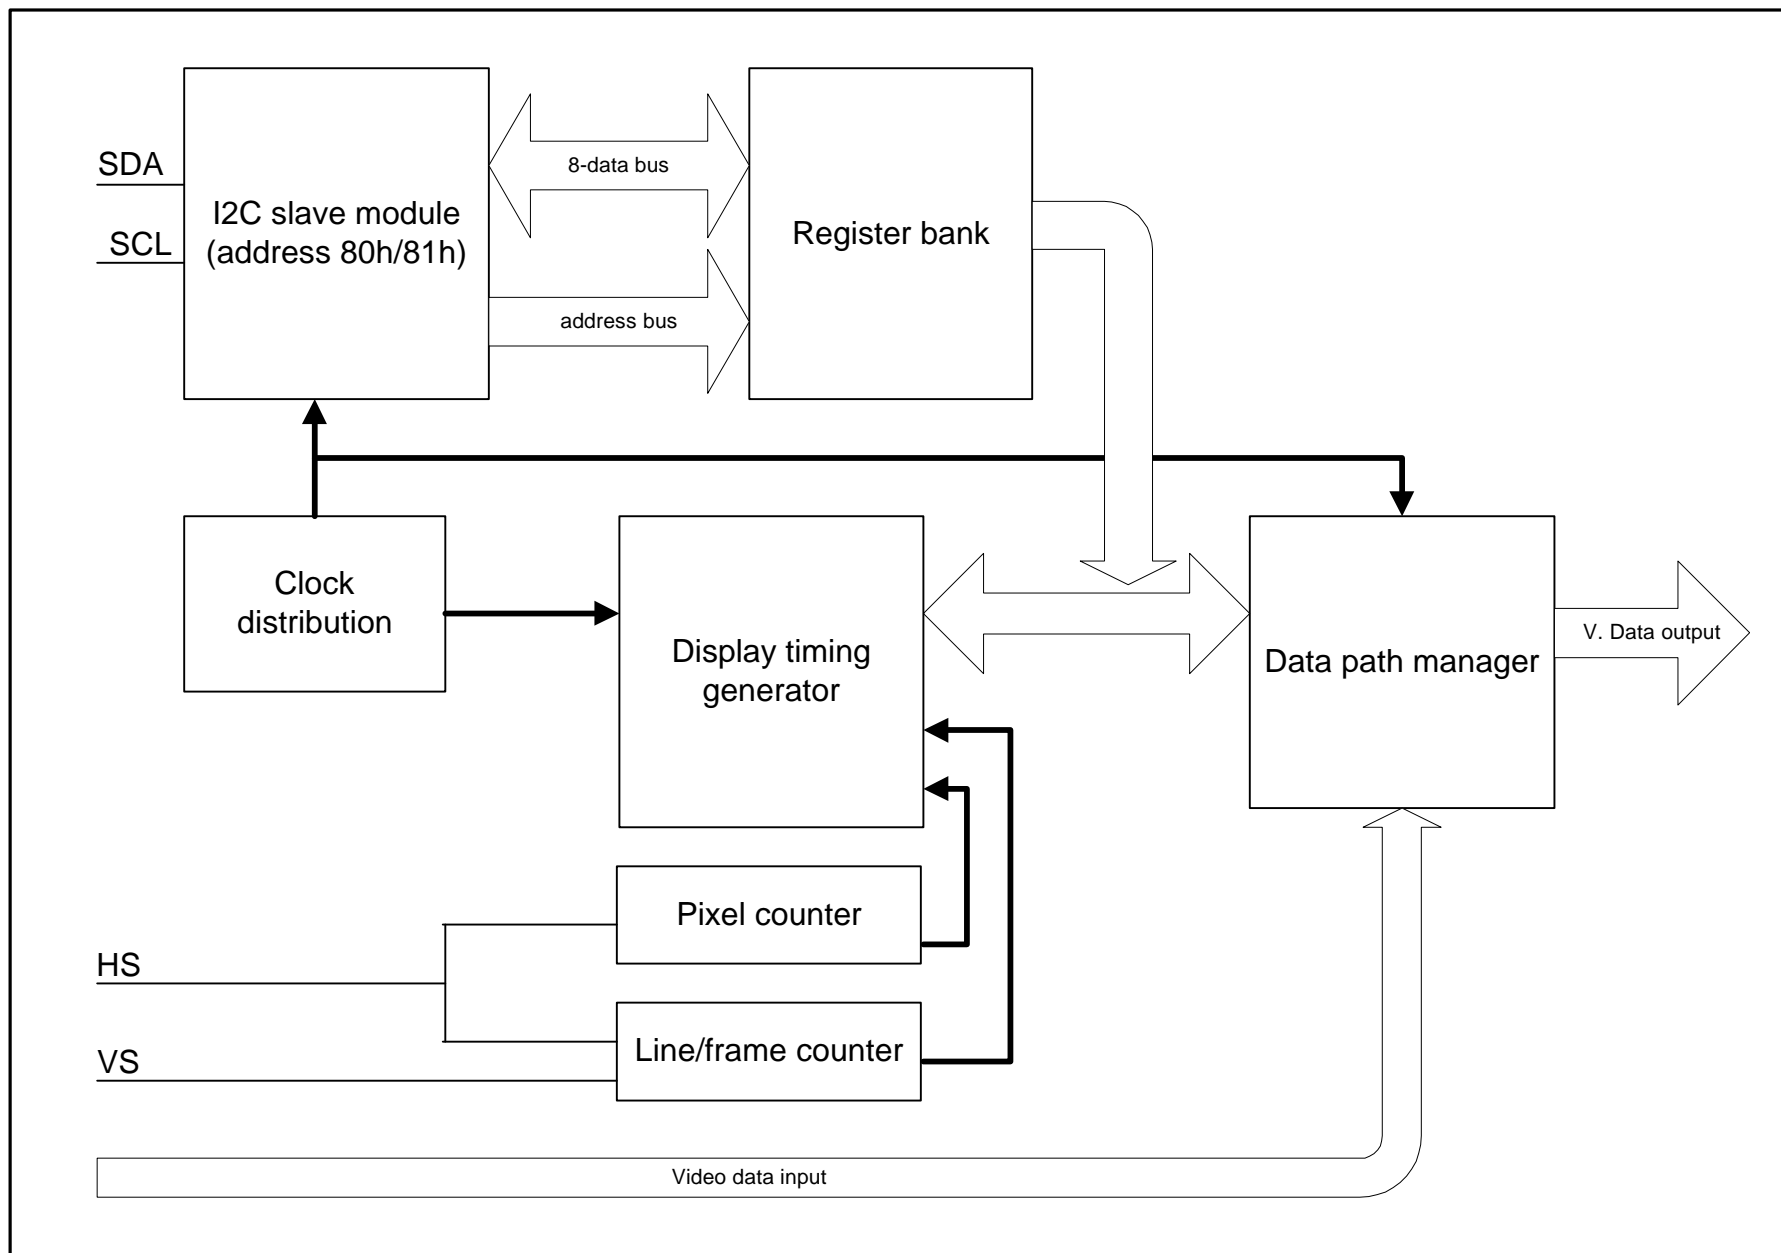 SDA
SCL
I2C slave module
(address 80h/81h)
8-data bus
address bus
Register bank
Clock
distribution
Display timing
generator
Data path manager
V. Data output
Pixel counter
HS
Line/frame counter
VS
Video data input